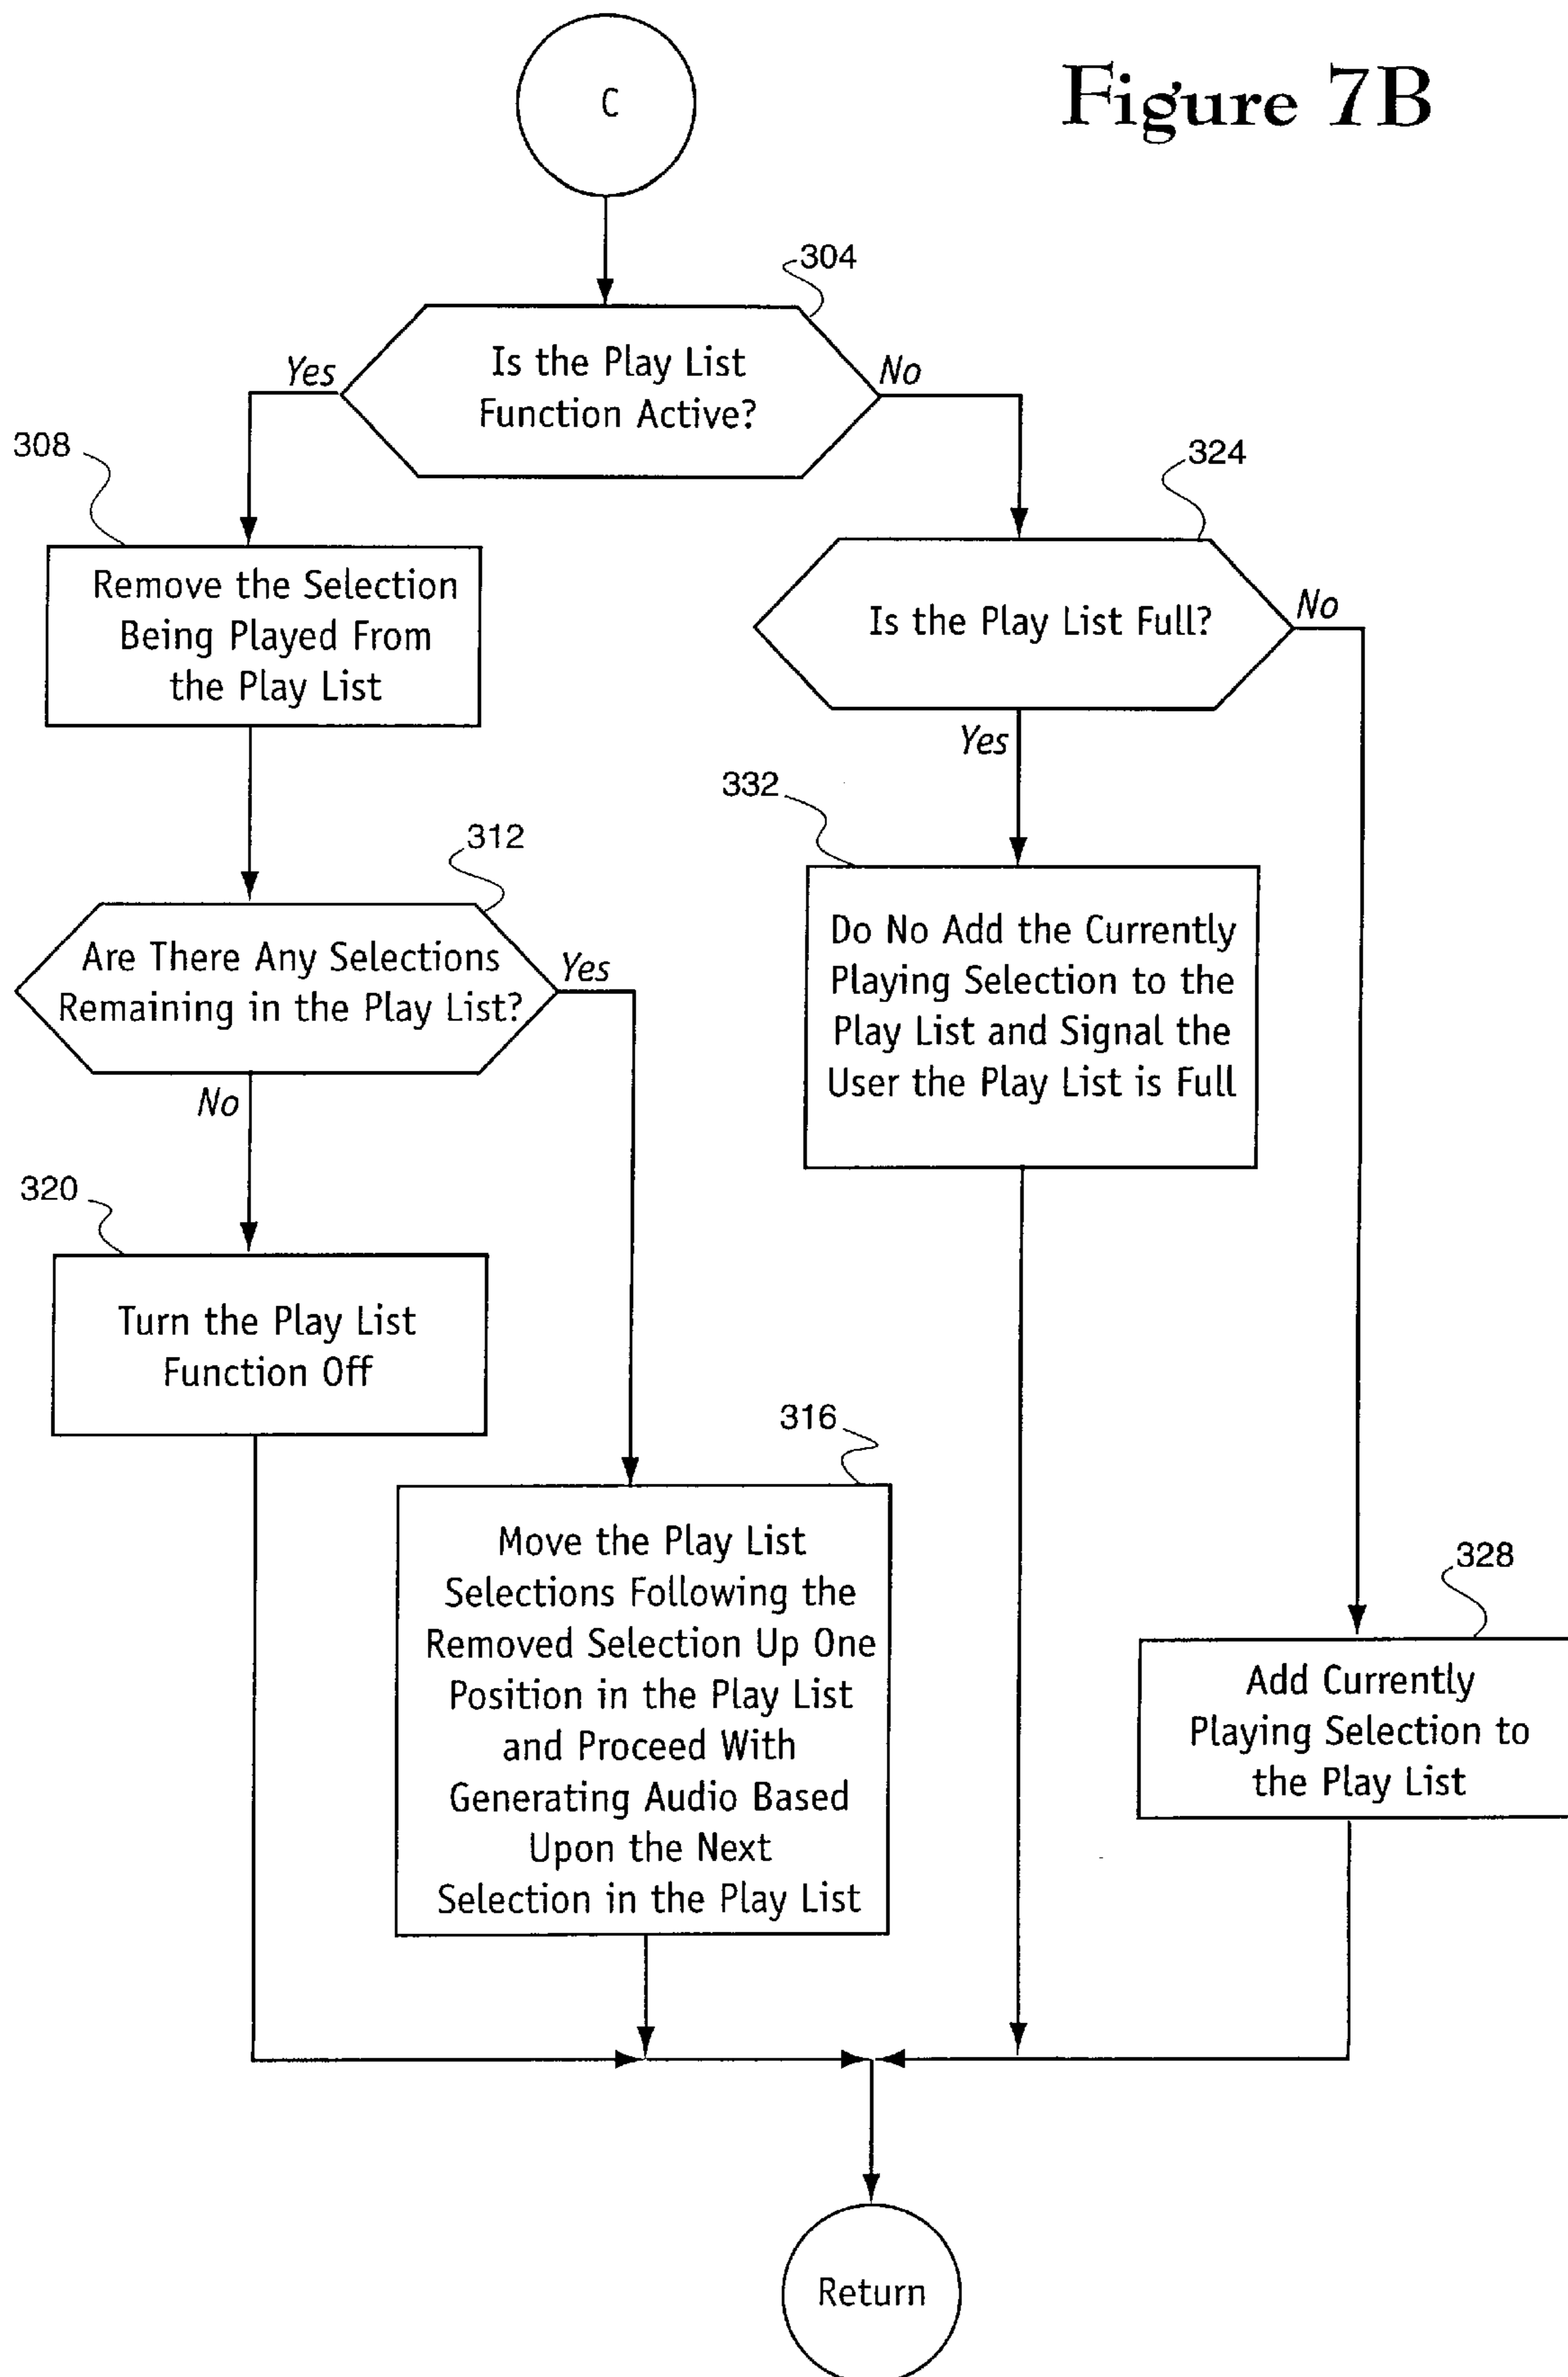 Figure 7B
C
304
Is the Play List
Function Active?
Yes
No
308
Remove the Selection
Being Played From
the Play List
324
Is the Play List Full?
No
Yes
312
Are There Any Selections
Remaining in the Play List?
Yes
No
332
Do No Add the Currently
Playing Selection to the
Play List and Signal the
User the Play List is Full
320
Turn the Play List
Function Off
316
Move the Play List
Selections Following the
Removed Selection Up One
Position in the Play List
and Proceed With
Generating Audio Based
Upon the Next
Selection in the Play List
328
Add Currently
Playing Selection to
the Play List
Return